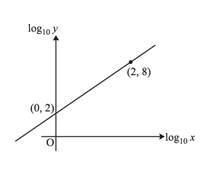 log₁₀ y
(2, 8)
(0, 2)
O
log₁₀ x